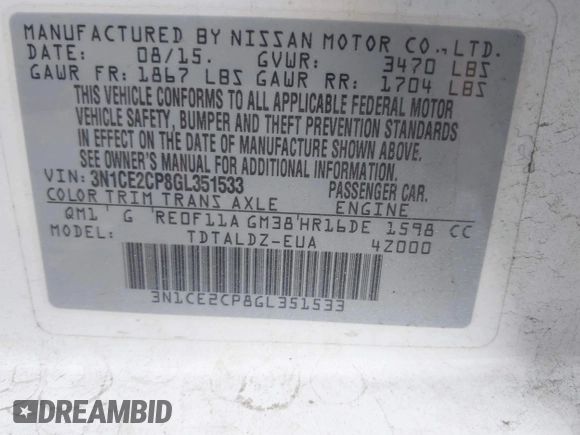 MANUFACTURED BY NISSAN MOTOR CO., LTD.
DATE: 08/15. GVWR: 3470 LBS
GAWR FR: 1867 LBS GAWR RR: 1704 LBS
THIS VEHICLE CONFORMS TO ALL APPLICABLE FEDERAL MOTOR
VEHICLE SAFETY, BUMPER AND THEFT PREVENTION STANDARDS
IN EFFECT ON THE DATE OF MANUFACTURE SHOWN ABOVE.
SEE OWNER'S MANUAL FOR ADDITIONAL INFORMATION.
VIN: 3N1CE2CP8GL351533 PASSENGER CAR.
COLOR TRIM TRANS AXLE ENGINE
QM1 G RE0F11A GM38 HR16DE 1598 CC
MODEL: TDTALDZ-EUA 4Z000
3N1CE2CP8GL351533
DREAMBID